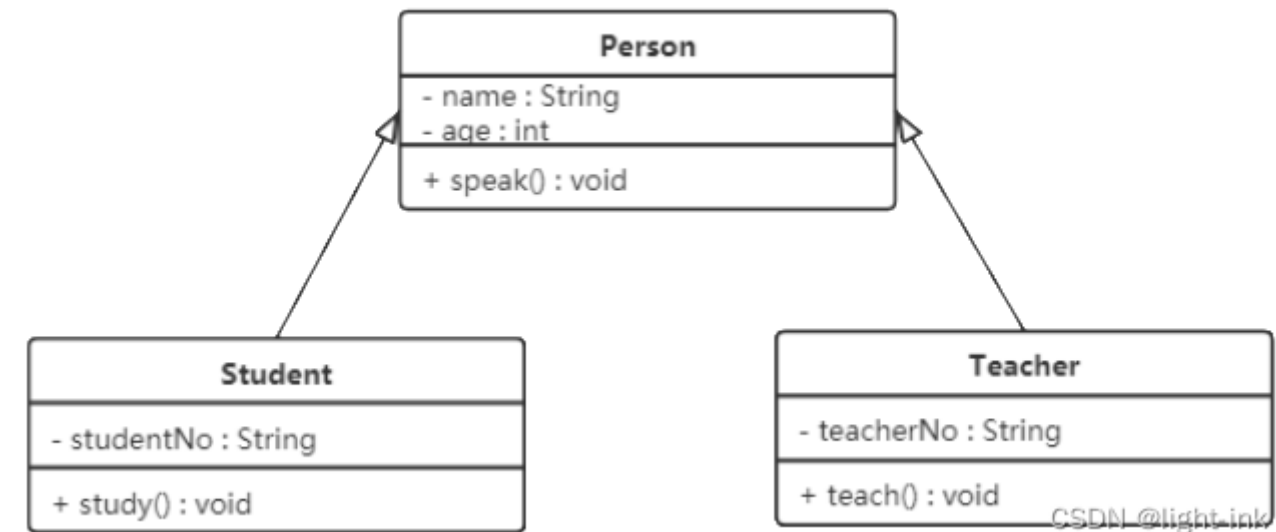 Person
- name : String
- age : int
+ speak() : void
Student
- studentNo : String
+ study() : void
Teacher
- teacherNo : String
+ teach() : void
CSDN @light-ink